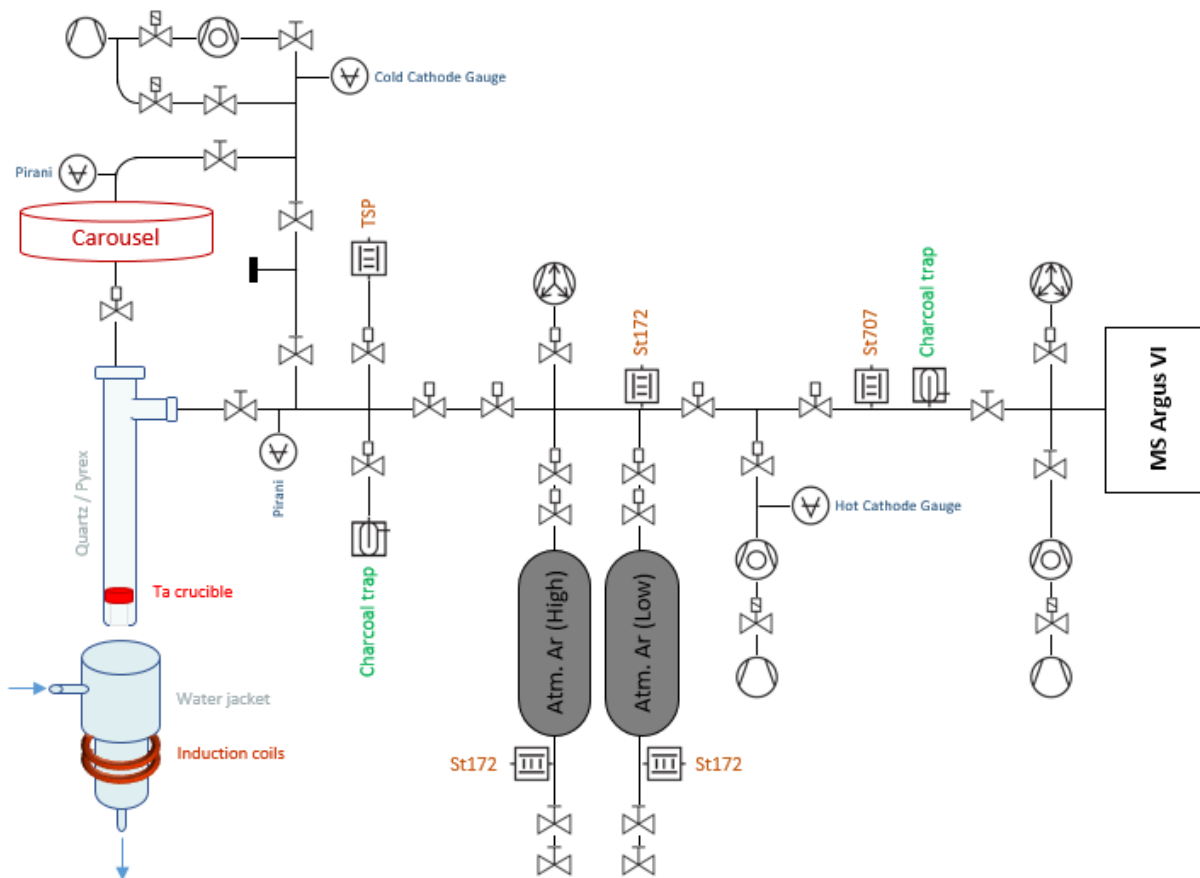 Cold Cathode Gauge
Pirani
Carousel
TSP
St172
St707
Charcoal trap
MS Argus VI
Quartz / Pyrex
Pirani
Hot Cathode Gauge
Ta crucible
Charcoal trap
Atm. Ar (High)
Atm. Ar (Low)
Water jacket
Induction coils
St172
St172